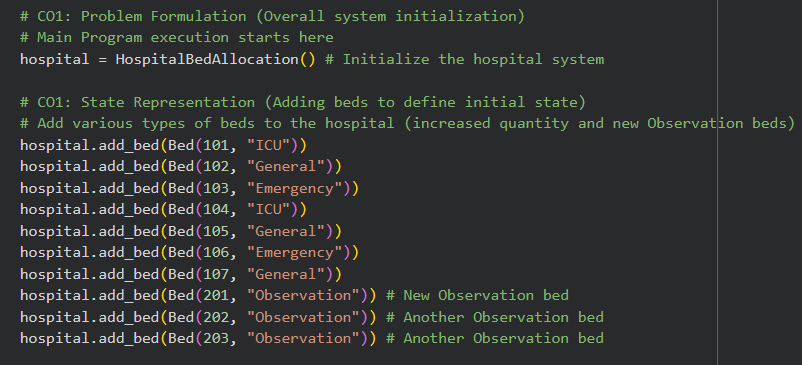 # CO1: Problem Formulation (Overall system initialization)
# Main Program execution starts here
hospital = HospitalBedAllocation() # Initialize the hospital system
# CO1: State Representation (Adding beds to define initial state)
# Add various types of beds to the hospital (increased quantity and new Observation beds)
hospital.add_bed(Bed(101, "ICU"))
hospital.add_bed(Bed(102, "General"))
hospital.add_bed(Bed(103, "Emergency"))
hospital.add_bed(Bed(104, "ICU"))
hospital.add_bed(Bed(105, "General"))
hospital.add_bed(Bed(106, "Emergency"))
hospital.add_bed(Bed(107, "General"))
hospital.add_bed(Bed(201, "Observation")) # New Observation bed
hospital.add_bed(Bed(202, "Observation")) # Another Observation bed
hospital.add_bed(Bed(203, "Observation")) # Another Observation bed